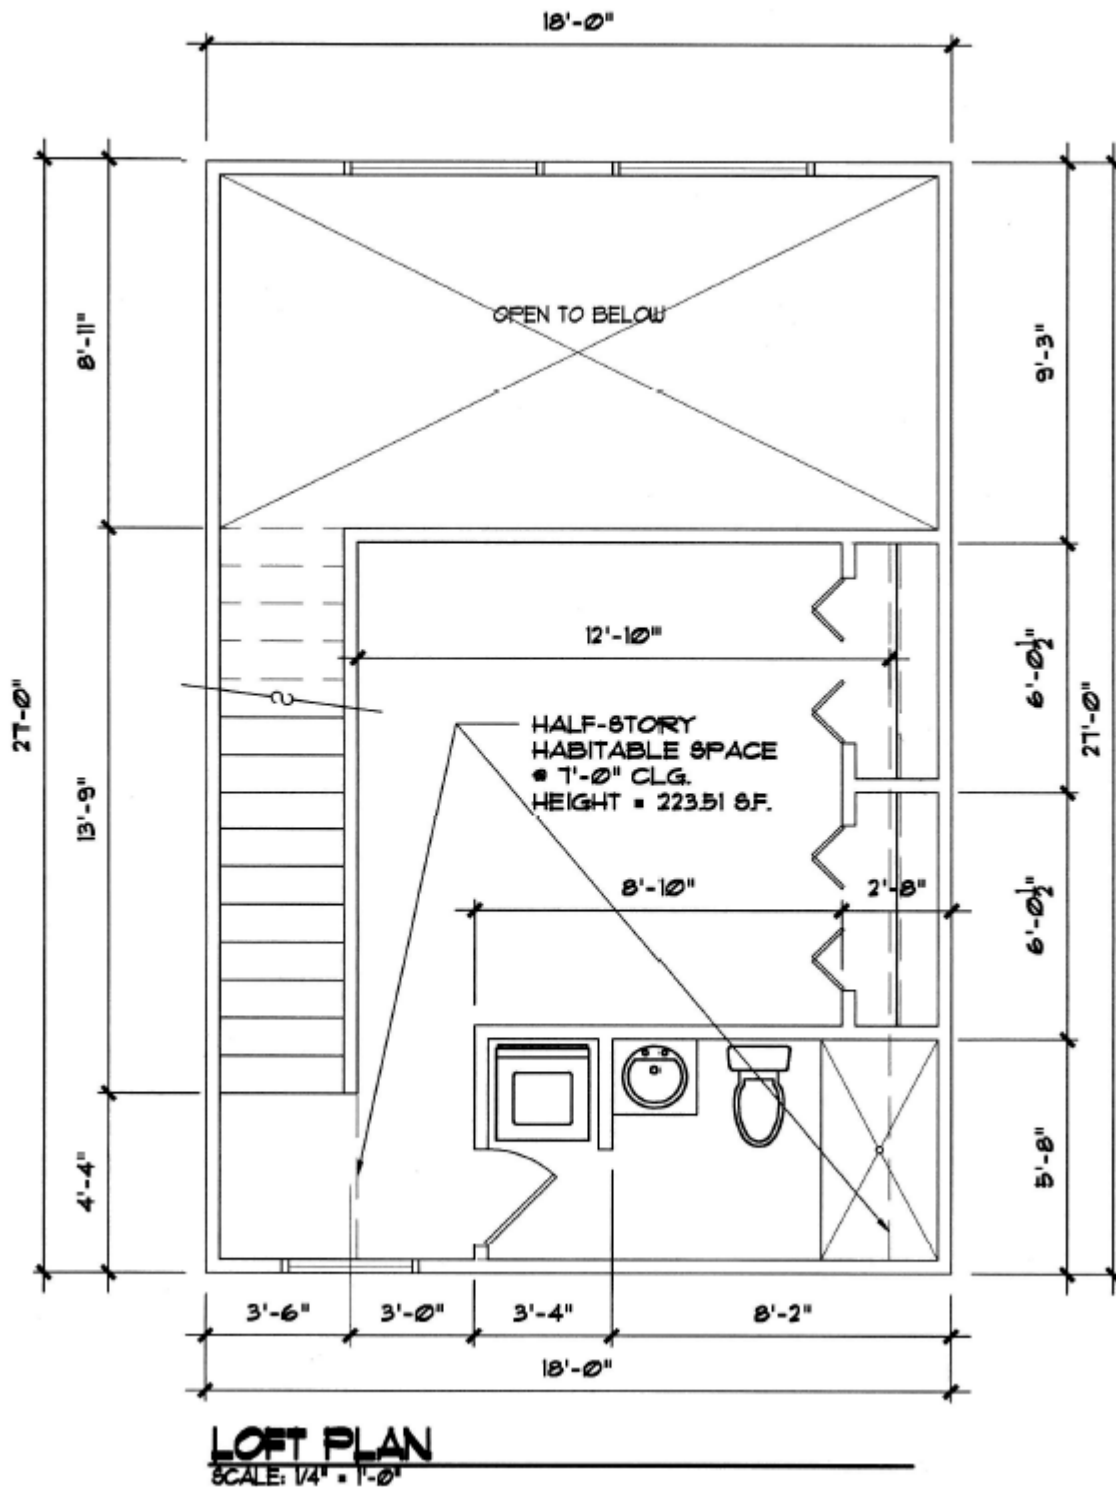 18'-0"
8'-11"
9'-3"
OPEN TO BELOW
27'-0"
13'-9"
12'-10"
6'-0½"
27'-0"
HALF-STORY
HABITABLE SPACE
@ 7'-0" CLG.
HEIGHT = 223.51 S.F.
8'-10"
2'-8"
6'-0½"
4'-4"
5'-8"
3'-6"
3'-0"
3'-4"
8'-2"
18'-0"
LOFT PLAN
SCALE: 1/4" = 1'-0"